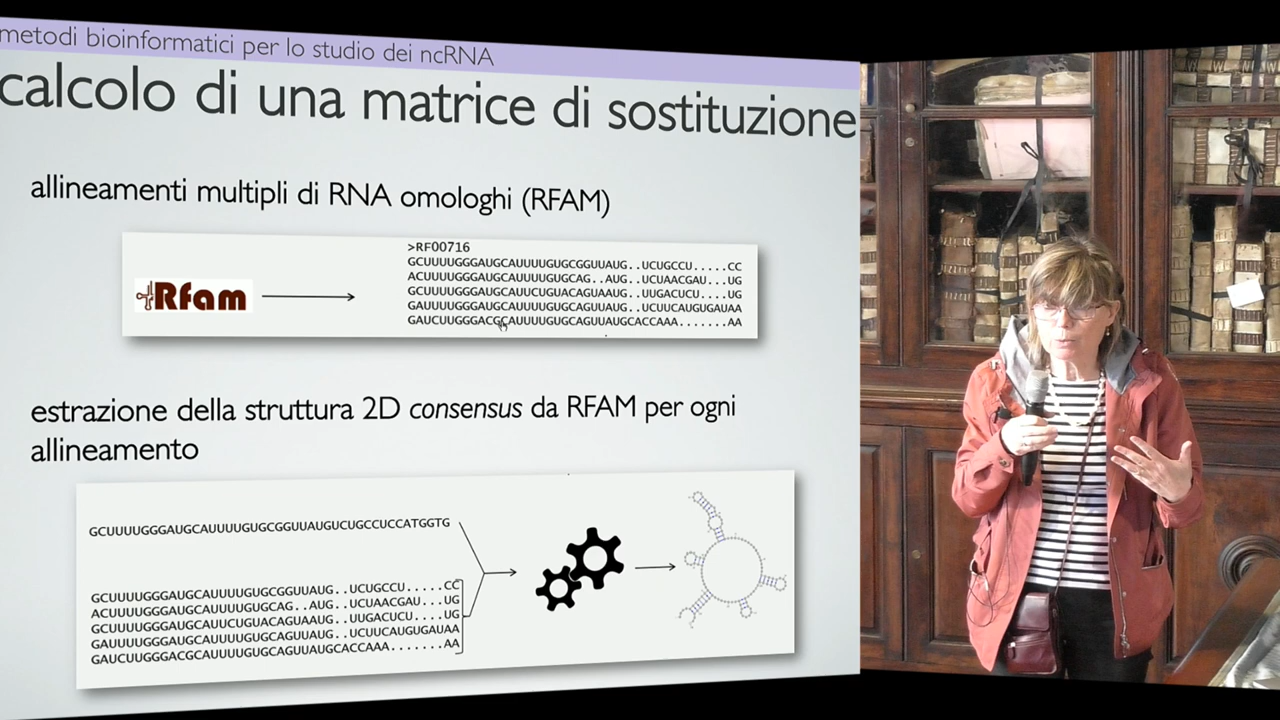 metodi bioinformatici per lo studio dei ncRNA
calcolo di una matrice di sostituzione
allineamenti multipli di RNA omologhi (RFAM)
Rfam
>RF00716
GCUUUUGGGAUGCAUUUUGUGCGGUUAUG..UCUGCCU.....CC
ACUUUUGGGAUGCAUUUUGUGCAG..AUG..UCUAACGAU...UG
GCUUUUGGGAUGCAUUCUGUACAGUAAUG..UUGACUCU....UG
GAUUUUGGGAUGCAUUUUGUGCAGUUAUG..UCUUCAUGUGAUAA
GAUCUUGGGACGCAUUUUGUGCAGUUAUGCACCAAA.......AA
estrazione della struttura 2D consensus da RFAM per ogni
allineamento
GCUUUUGGGAUGCAUUUUGUGCGGUUAUGUCUGCCUCCATGGTG
GCUUUUGGGAUGCAUUUUGUGCGGUUAUG..UCUGCCU.....CC
ACUUUUGGGAUGCAUUUUGUGCAG..AUG..UCUAACGAU...UG
GCUUUUGGGAUGCAUUCUGUACAGUAAUG..UUGACUCU....UG
GAUUUUGGGAUGCAUUUUGUGCAGUUAUG..UCUUCAUGUGAUAA
GAUCUUGGGACGCAUUUUGUGCAGUUAUGCACCAAA.......AA